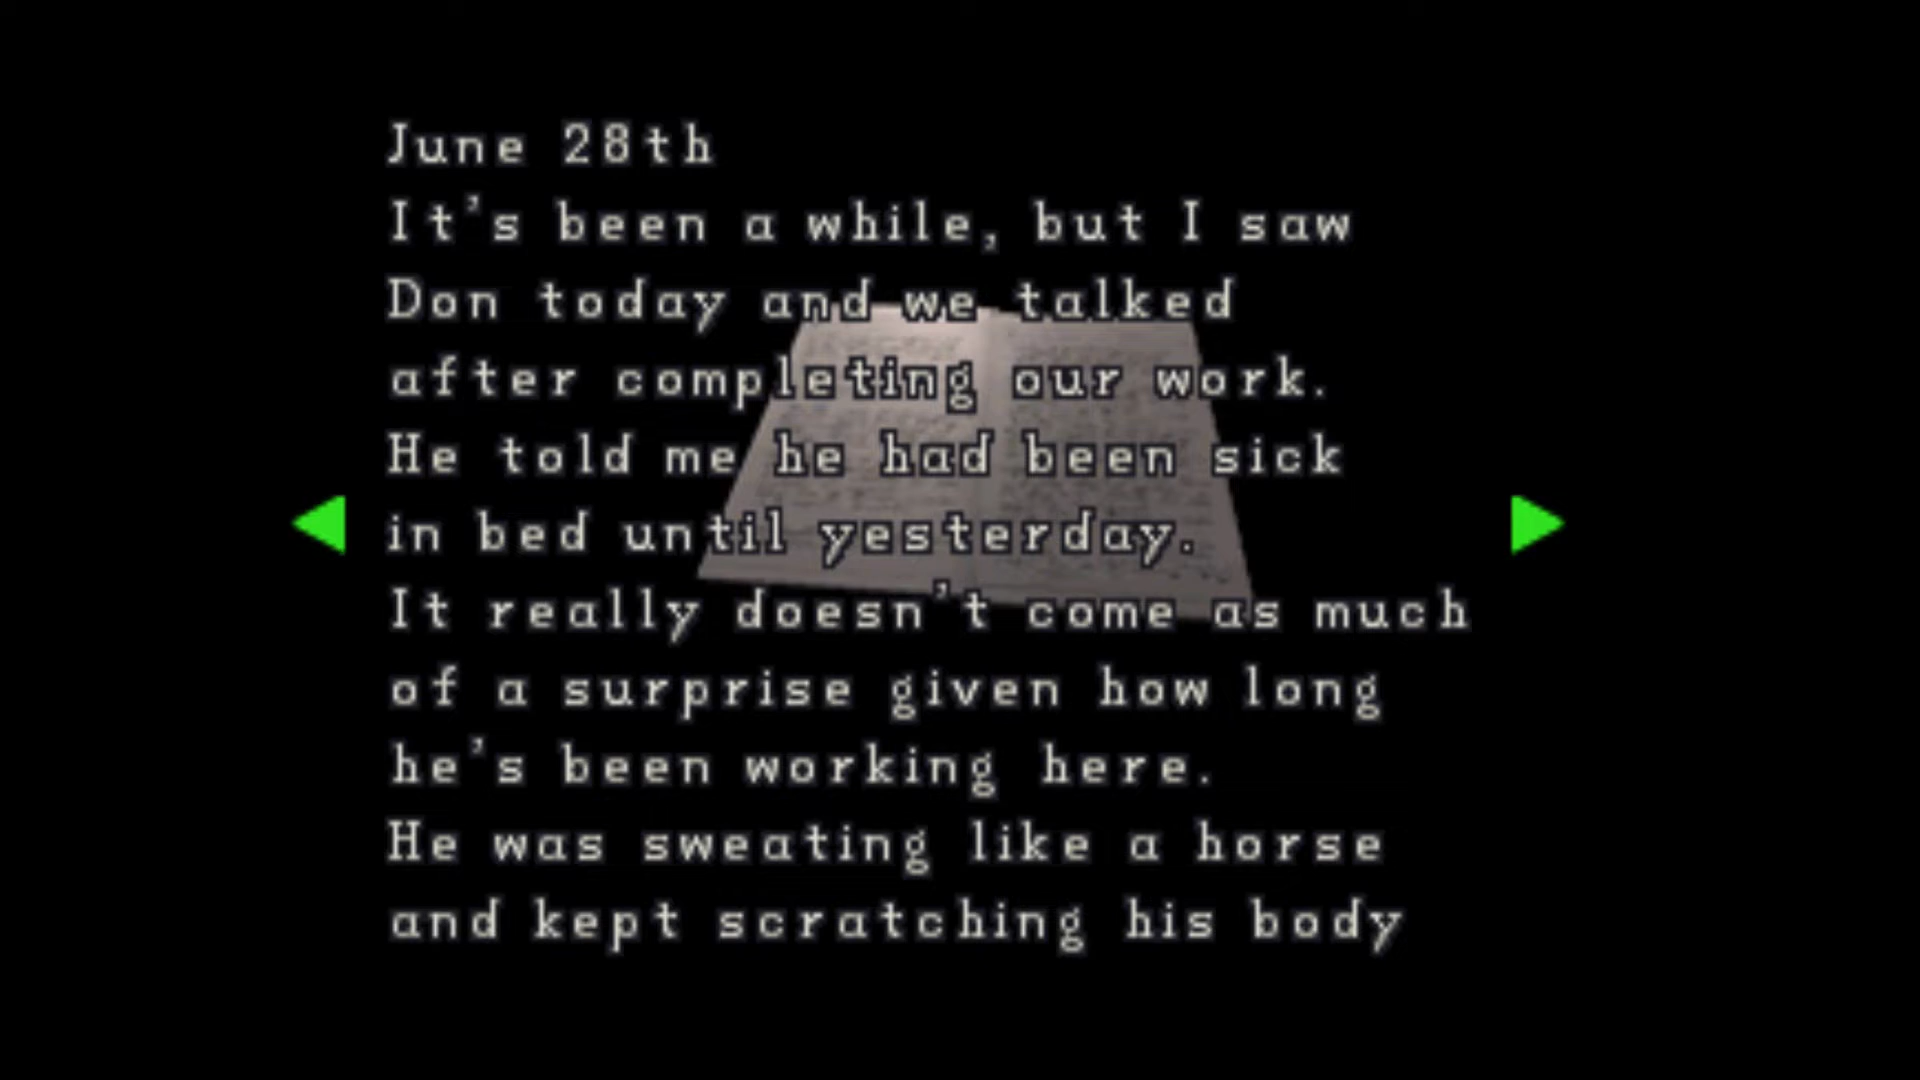 June 28th
It's been a while, but I saw
Don today and we talked
after completing our work.
He told me he had been sick
in bed until yesterday.
It really doesn't come as much
of a surprise given how long
he's been working here.
He was sweating like a horse
and kept scratching his body